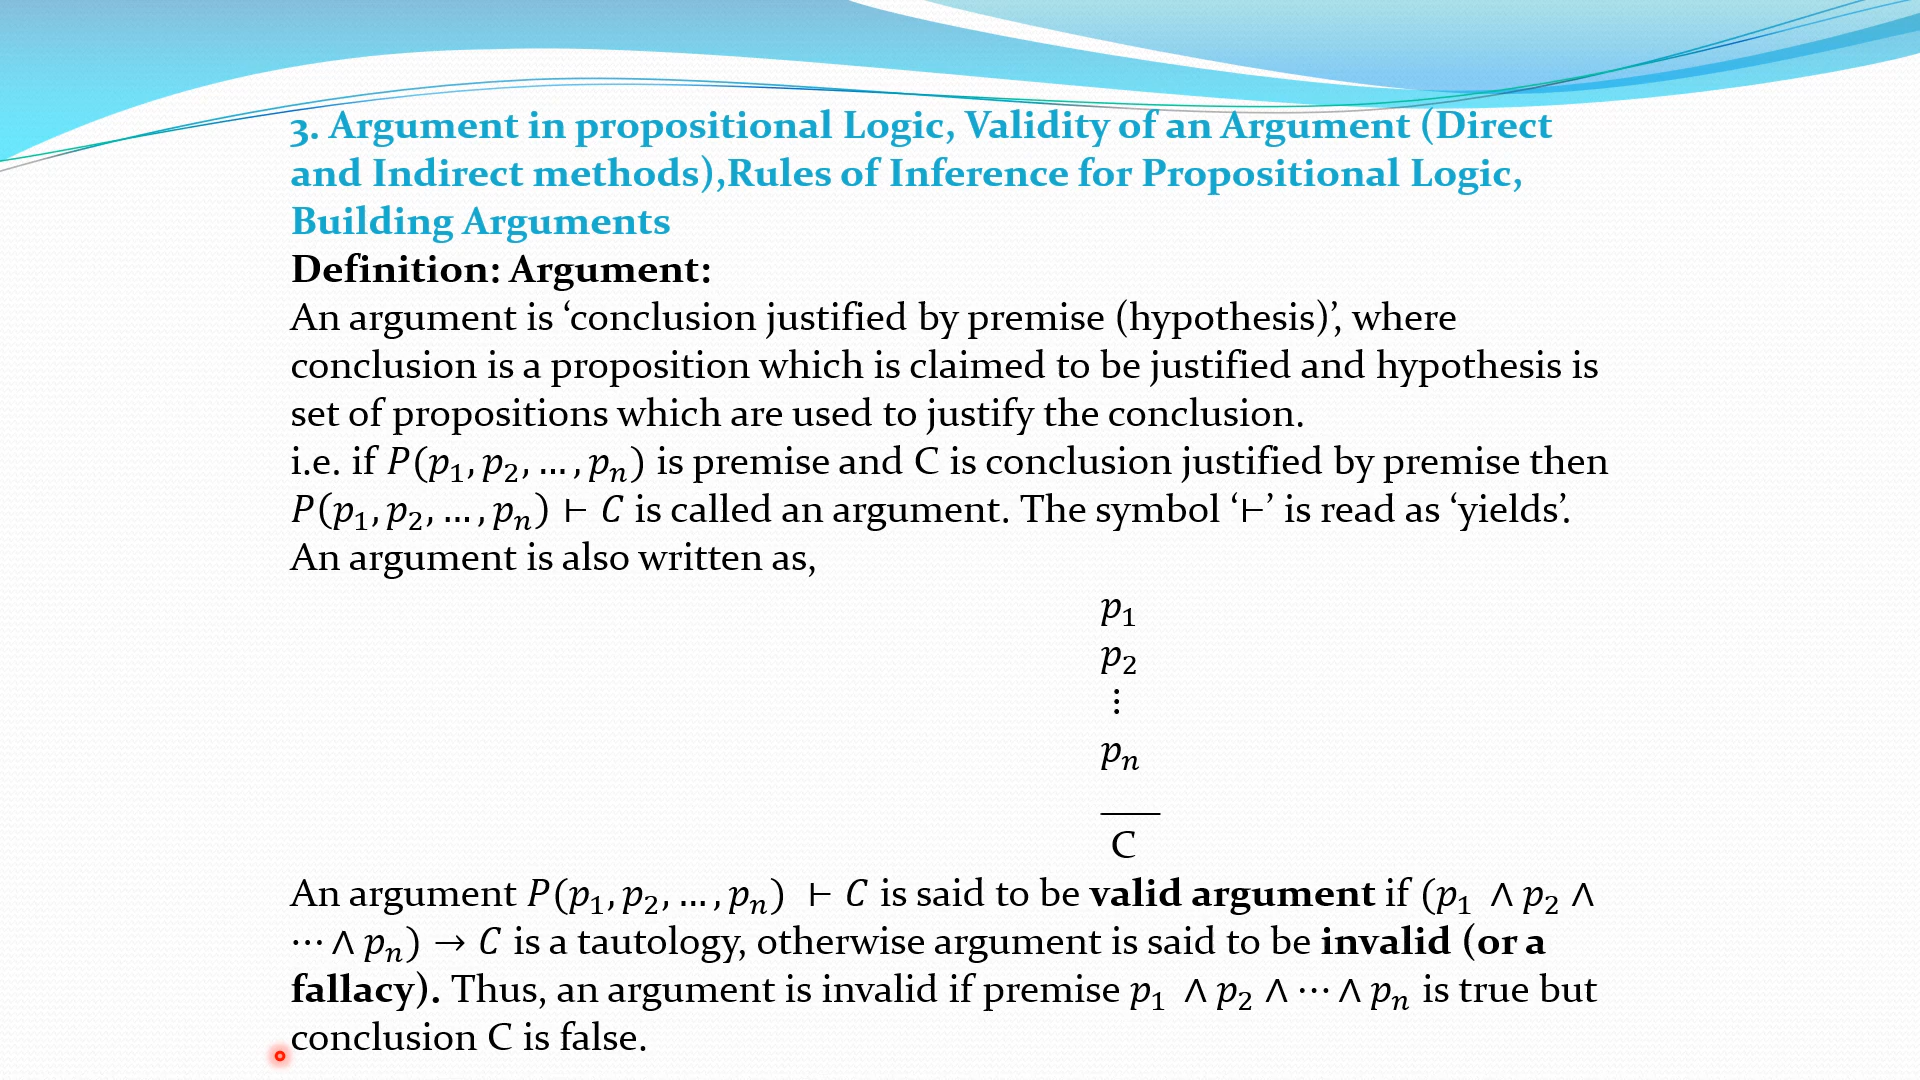 3. Argument in propositional Logic, Validity of an Argument (Direct
and Indirect methods),Rules of Inference for Propositional Logic,
Building Arguments
Definition: Argument:
An argument is ‘conclusion justified by premise (hypothesis)’, where
conclusion is a proposition which is claimed to be justified and hypothesis is
set of propositions which are used to justify the conclusion.
i.e. if P(p₁, p₂, … , pₙ) is premise and C is conclusion justified by premise then
P(p₁, p₂, … , pₙ) ⊢ C is called an argument. The symbol ‘⊢’ is read as ‘yields’.
An argument is also written as,
p₁
p₂
⋮
pₙ
C
An argument P(p₁, p₂, … , pₙ) ⊢ C is said to be valid argument if (p₁ ∧ p₂ ∧
⋯ ∧ pₙ) → C is a tautology, otherwise argument is said to be invalid (or a
fallacy). Thus, an argument is invalid if premise p₁ ∧ p₂ ∧ ⋯ ∧ pₙ is true but
conclusion C is false.